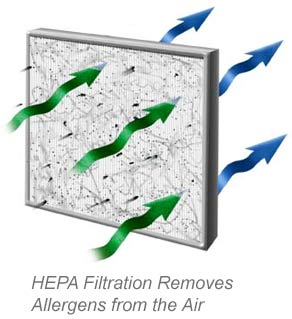 HEPA Filtration Removes
Allergens from the Air